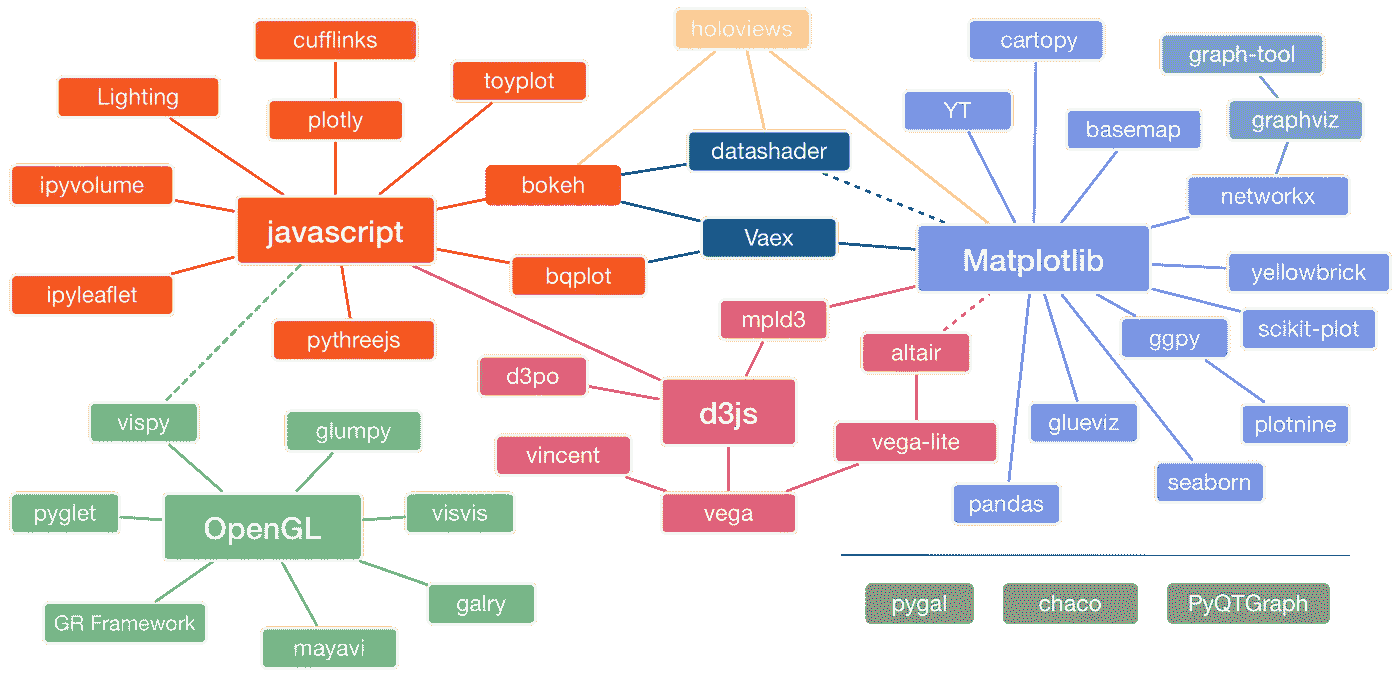 holoviews
cufflinks
cartopy
graph-tool
toyplot
Lighting
YT
plotly
graphviz
basemap
datashader
ipyvolume
bokeh
networkx
javascript
Vaex
Matplotlib
yellowbrick
bqplot
ipyleaflet
mpld3
scikit-plot
pythreejs
ggpy
altair
d3po
d3js
vispy
glumpy
glueviz
plotnine
vincent
vega-lite
seaborn
pandas
pyglet
OpenGL
visvis
vega
galry
pygal
chaco
PyQTGraph
GR Framework
mayavi